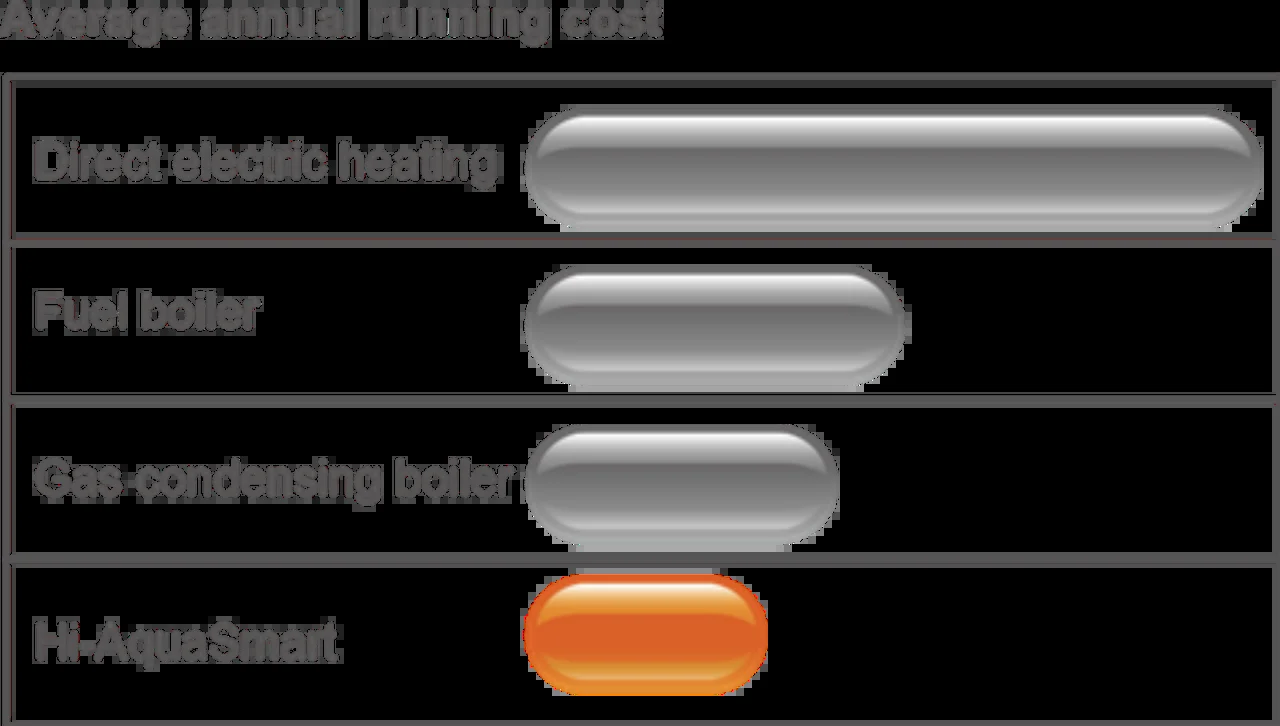 Average annual running cost
Direct electric heating
Fuel boiler
Gas condensing boiler
Hi-AquaSmart